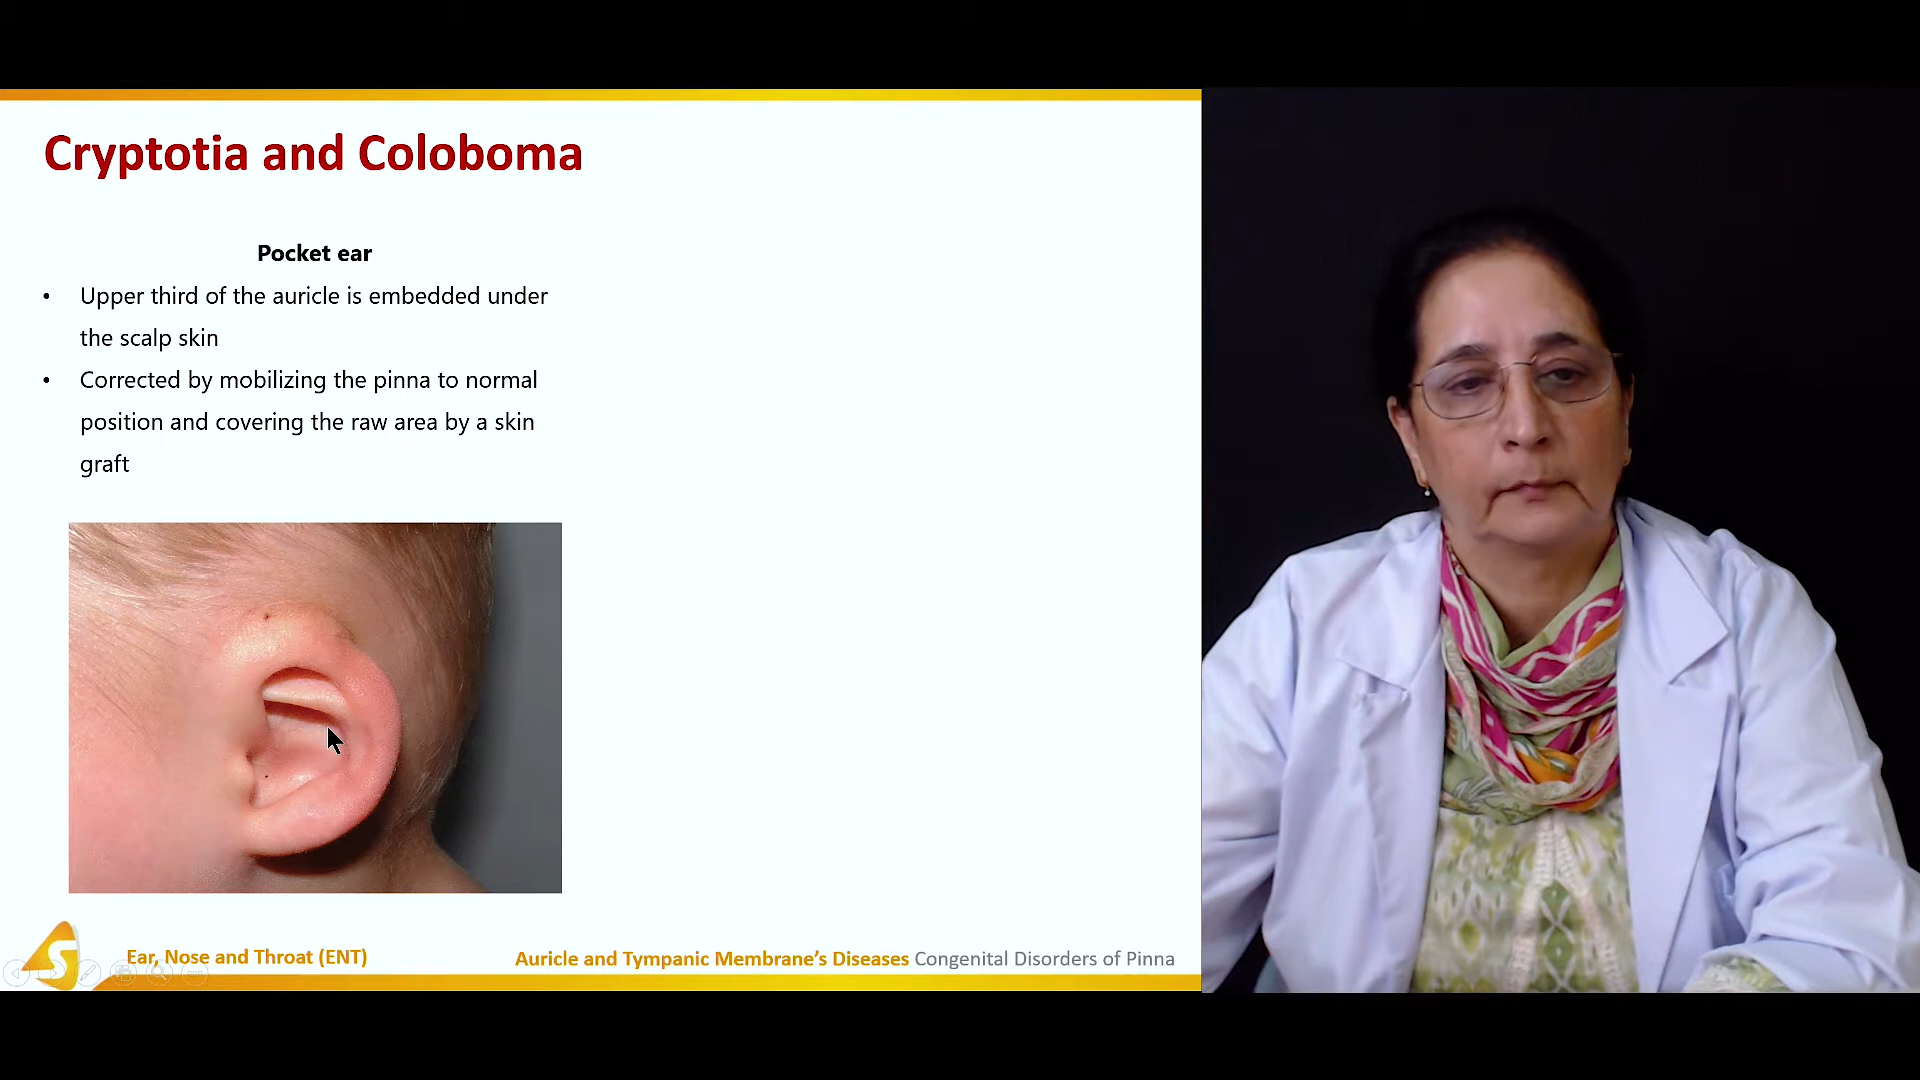 Cryptotia and Coloboma
Pocket ear
• Upper third of the auricle is embedded under
the scalp skin
• Corrected by mobilizing the pinna to normal
position and covering the raw area by a skin
graft
S
Ear, Nose and Throat (ENT)
Auricle and Tympanic Membrane’s Diseases Congenital Disorders of Pinna